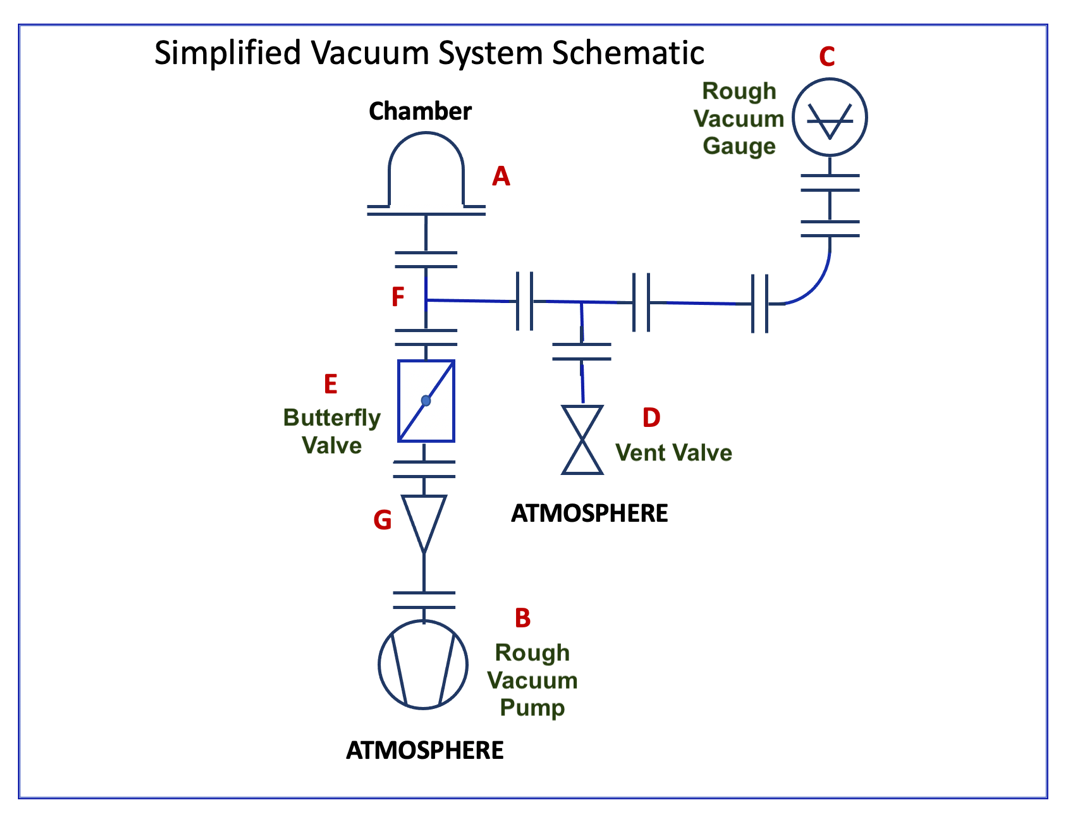 Simplified Vacuum System Schematic
C
Rough
Vacuum
Gauge
Chamber
A
F
E
Butterfly
Valve
D
Vent Valve
ATMOSPHERE
G
B
Rough
Vacuum
Pump
ATMOSPHERE